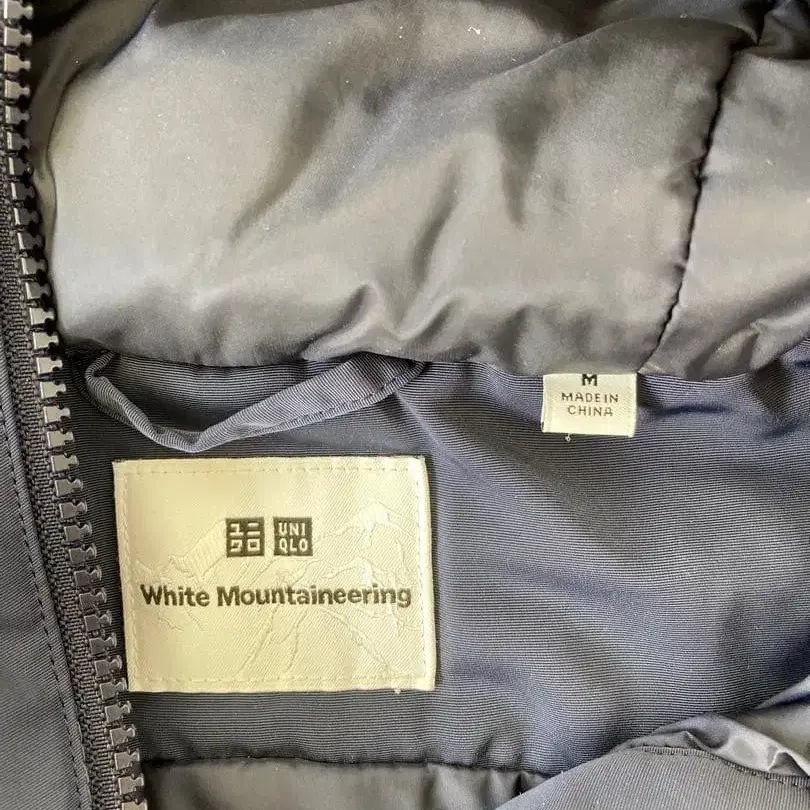 M
MADE IN
CHINA
ユニ UNI
クロ QLO
White Mountaineering